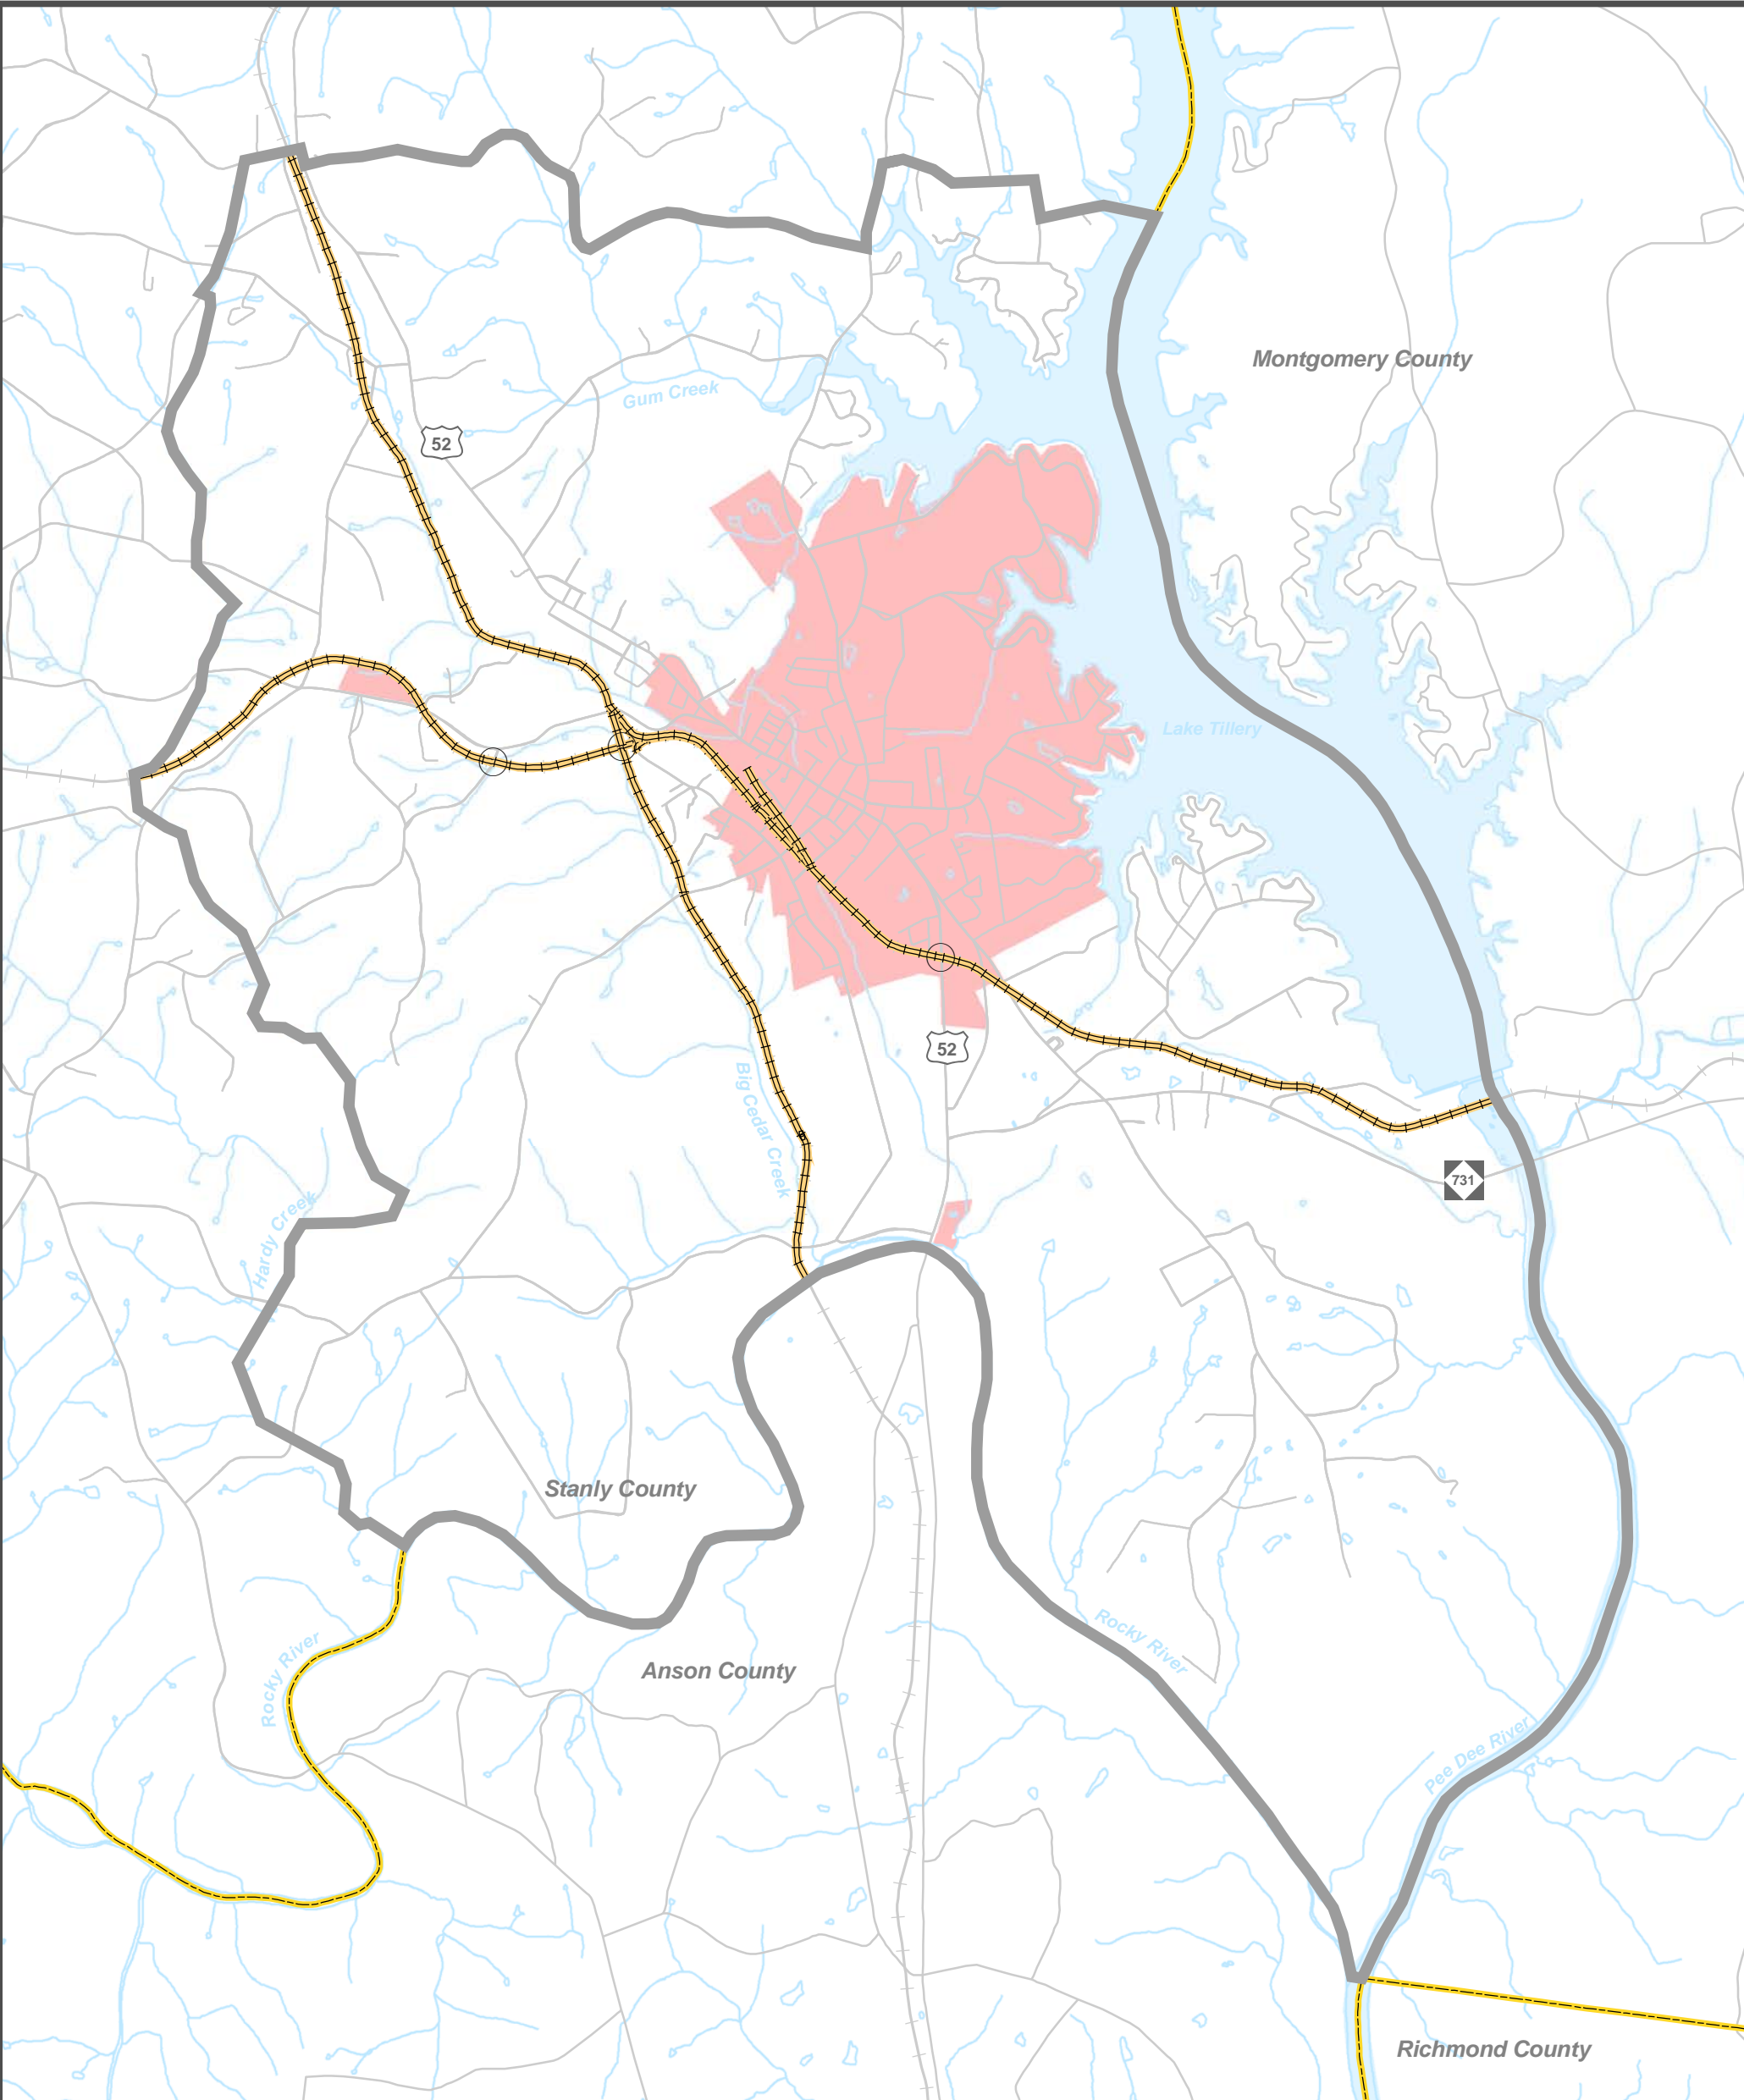 Montgomery County
Gum Creek
52
Lake Tillery
52
Big Cedar Creek
731
Hardy Creek
Stanly County
Rocky River
Rocky River
Anson County
Pee Dee River
Richmond County